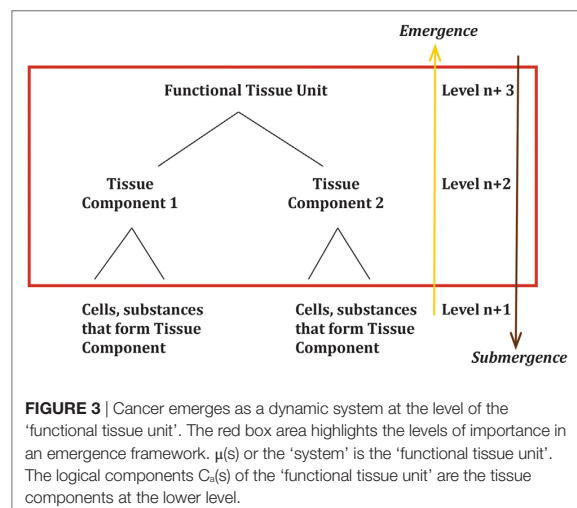 Emergence
Functional Tissue Unit Level n+ 3
Tissue Tissue Level n+2
Component 1 Component 2
Cells, substances Cells, substances Level n+1
that form Tissue that form Tissue
Component Component
Submergence
FIGURE 3 | Cancer emerges as a dynamic system at the level of the
‘functional tissue unit’. The red box area highlights the levels of importance in
an emergence framework. μ(s) or the ‘system’ is the ‘functional tissue unit’.
The logical components Cₐ(s) of the ‘functional tissue unit’ are the tissue
components at the lower level.